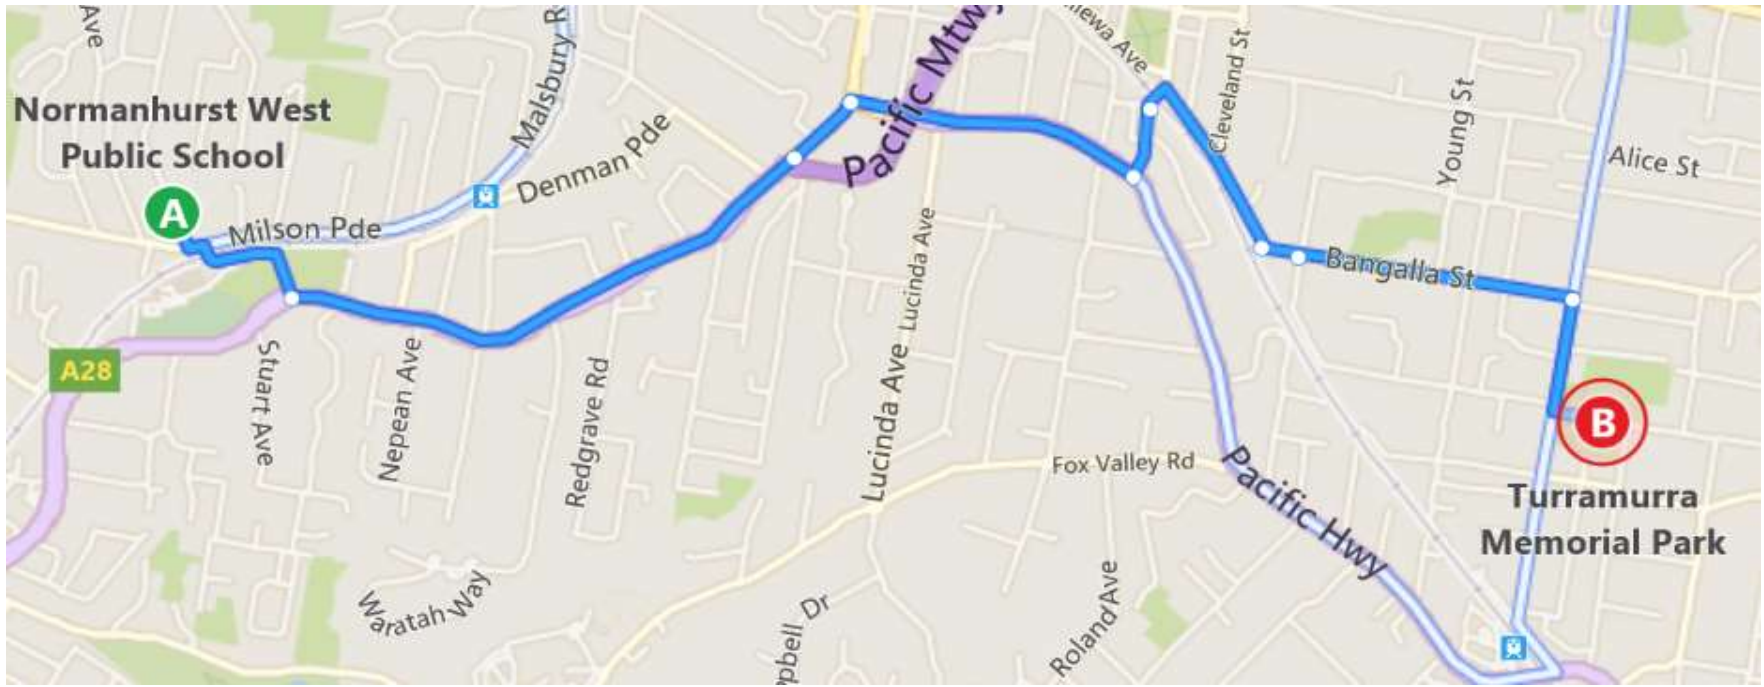 Ave
Malsbury R
Pacific Mtwy
Cleveland St
Young St
Normanhurst West
Public School
A
Milson Pde
Denman Pde
Alice St
Bangalla St
A28
Stuart Ave
Nepean Ave
Redgrave Rd
Lucinda Ave
Lucinda Ave
B
Fox Valley Rd
Pacific Hwy
Turramurra
Memorial Park
Waratah Way
Dr
Roland Ave